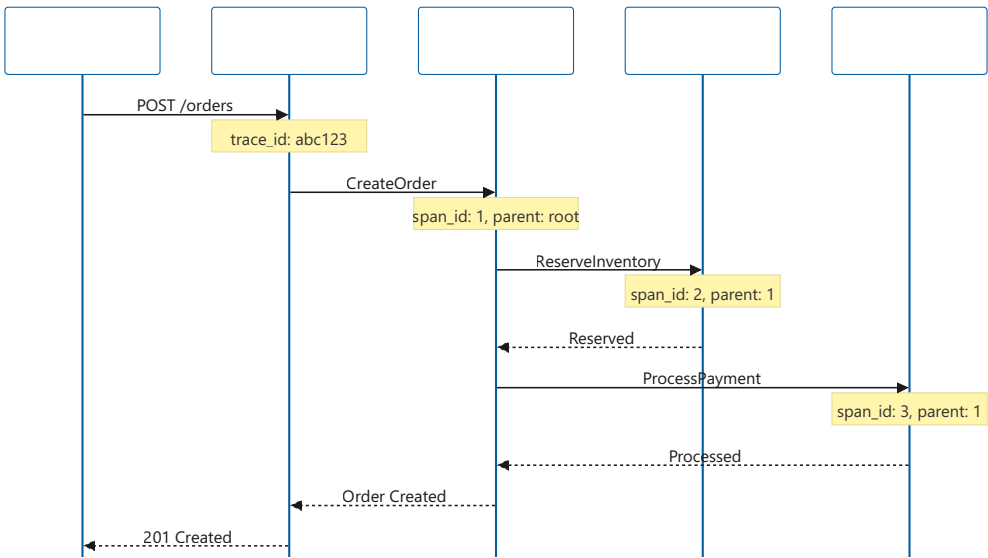 POST /orders
trace_id: abc123
CreateOrder
span_id: 1, parent: root
ReserveInventory
span_id: 2, parent: 1
Reserved
ProcessPayment
span_id: 3, parent: 1
Processed
Order Created
201 Created